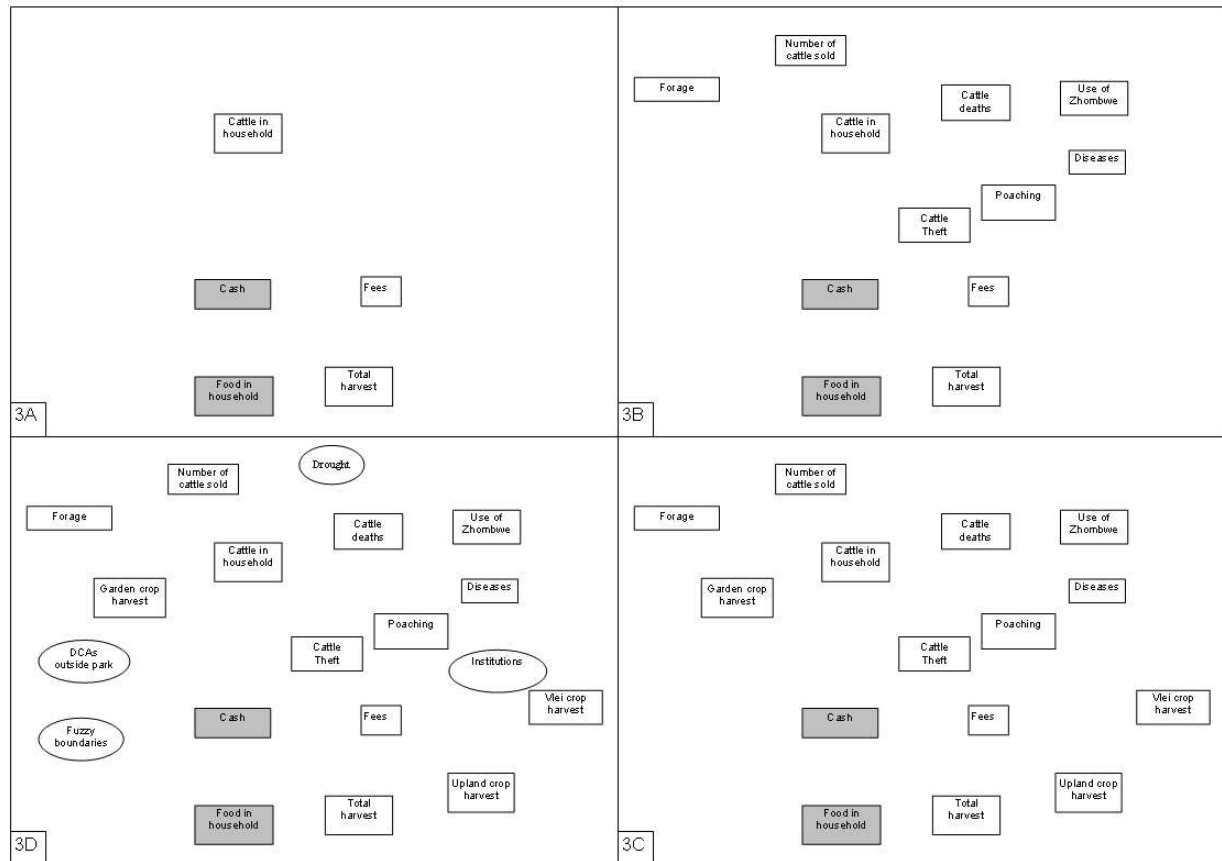 Cattle in
household
Cash
Fees
Food in
household
Total
harvest
3A
Number of
cattle sold
Forage
Cattle
deaths
Use of
Zhombwe
Cattle in
household
Diseases
Poaching
Cattle
Theft
Cash
Fees
Food in
household
Total
harvest
3B
Drought
Number of
cattle sold
Forage
Cattle
deaths
Use of
Zhombwe
Cattle in
household
Garden crop
harvest
Diseases
Poaching
Cattle
Theft
DCAs
outside park
Institutions
Vlei crop
harvest
Cash
Fees
Fuzzy
boundaries
Upland crop
harvest
Food in
household
Total
harvest
3D
Number of
cattle sold
Forage
Cattle
deaths
Use of
Zhombwe
Cattle in
household
Garden crop
harvest
Diseases
Poaching
Cattle
Theft
Vlei crop
harvest
Cash
Fees
Upland crop
harvest
Food in
household
Total
harvest
3C